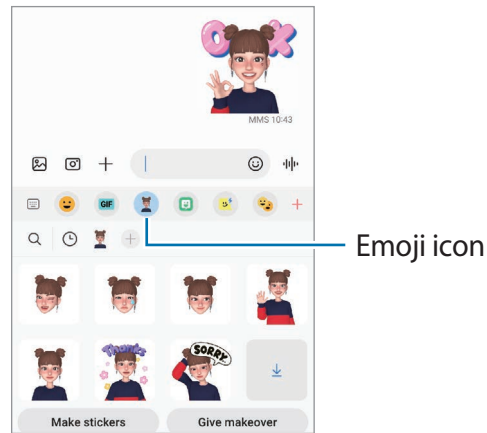 OK
MMS 10:43
GIF
Emoji icon
Thanks
SORRY
Make stickers
Give makeover